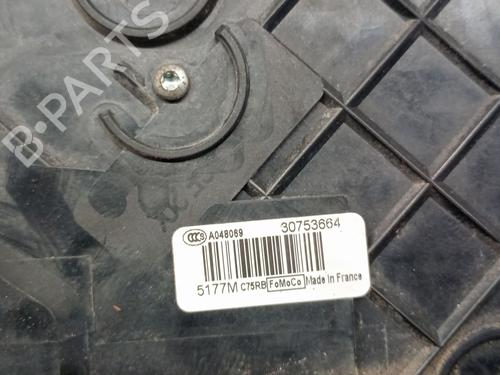 B-PARTS
CCC S A048069 30753664
5177M C75RB FoMoCo Made in France